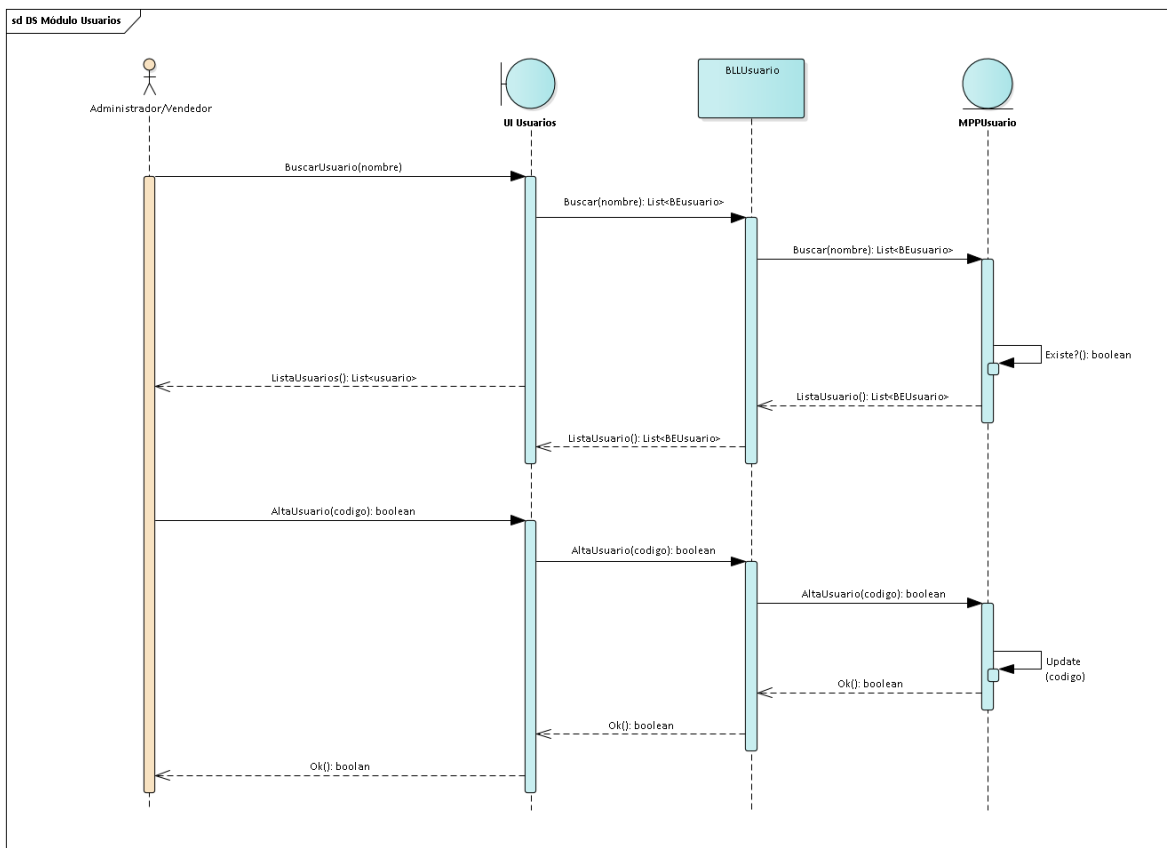 sd DS Módulo Usuarios
Administrador/Vendedor
UI Usuarios
BLLUsuario
MPPUsuario
BuscarUsuario(nombre)
Buscar(nombre): List<BEusuario>
Buscar(nombre): List<BEusuario>
Existe?(): boolean
ListaUsuarios(): List<usuario>
ListaUsuario(): List<BEUsuario>
ListaUsuario(): List<BEUsuario>
AltaUsuario(codigo): boolean
AltaUsuario(codigo): boolean
AltaUsuario(codigo): boolean
Update
(codigo)
Ok(): boolean
Ok(): boolean
Ok(): boolan